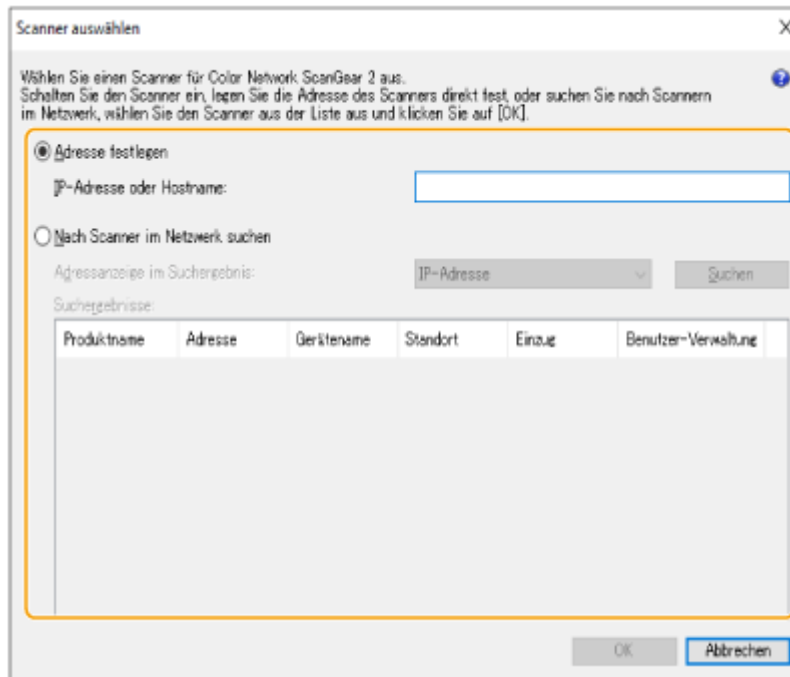 Scanner auswählen
Wählen Sie einen Scanner für Color Network ScanGear 2 aus.
Schalten Sie den Scanner ein, legen Sie die Adresse des Scanners direkt fest, oder suchen Sie nach Scannern
im Netzwerk, wählen Sie den Scanner aus der Liste aus und klicken Sie auf [OK].
Adresse festlegen
IP-Adresse oder Hostname:
Nach Scanner im Netzwerk suchen
Adressanzeige im Suchergebnis: IP-Adresse Suchen
Suchergebnisse:
Produktname Adresse Gerätename Standort Einzug Benutzer-Verwaltung
OK Abbrechen